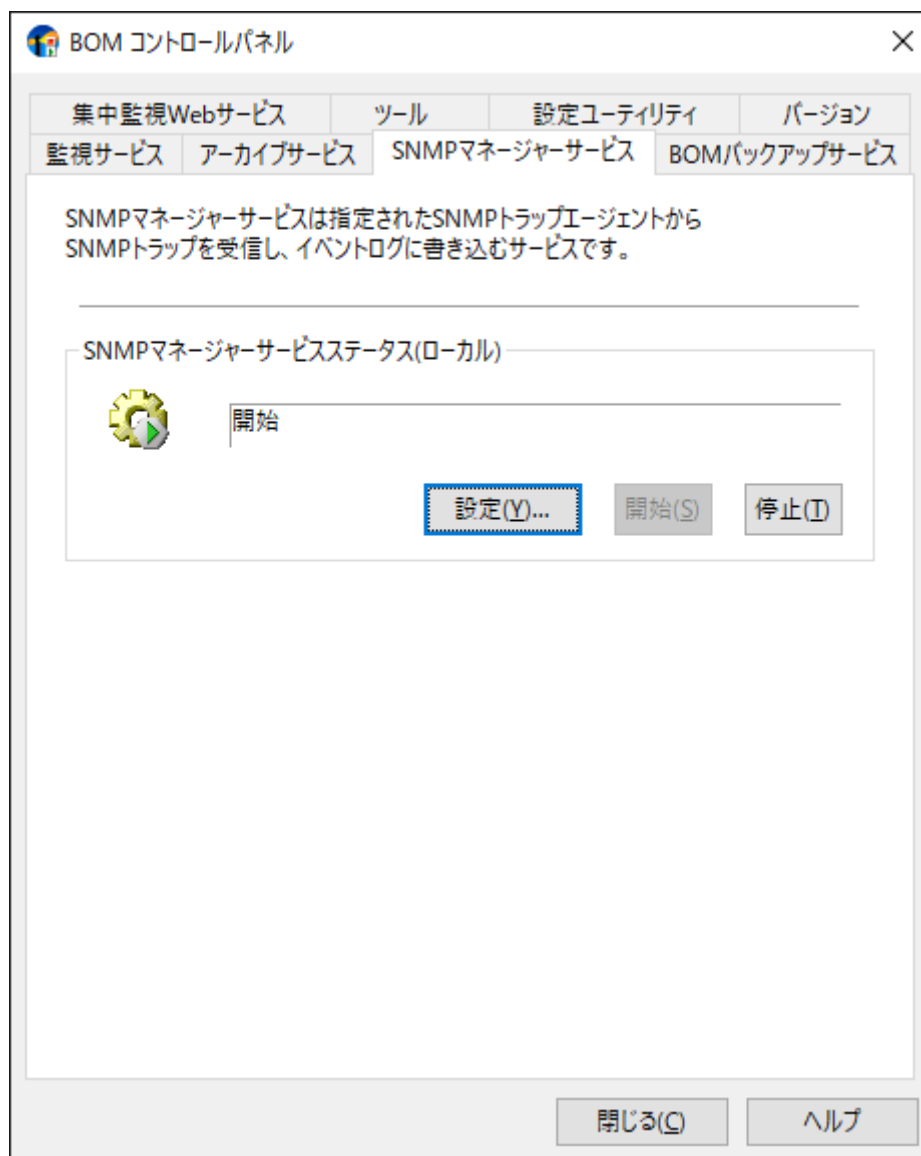 BOM コントロールパネル
集中監視Webサービス
ツール
設定ユーティリティ
バージョン
監視サービス
アーカイブサービス
SNMPマネージャーサービス
BOMバックアップサービス
SNMPマネージャーサービスは指定されたSNMPトラップエージェントから
SNMPトラップを受信し、イベントログに書き込むサービスです。
SNMPマネージャーサービスステータス(ローカル)
開始
設定(Y)...
開始(S)
停止(T)
閉じる(C)
ヘルプ